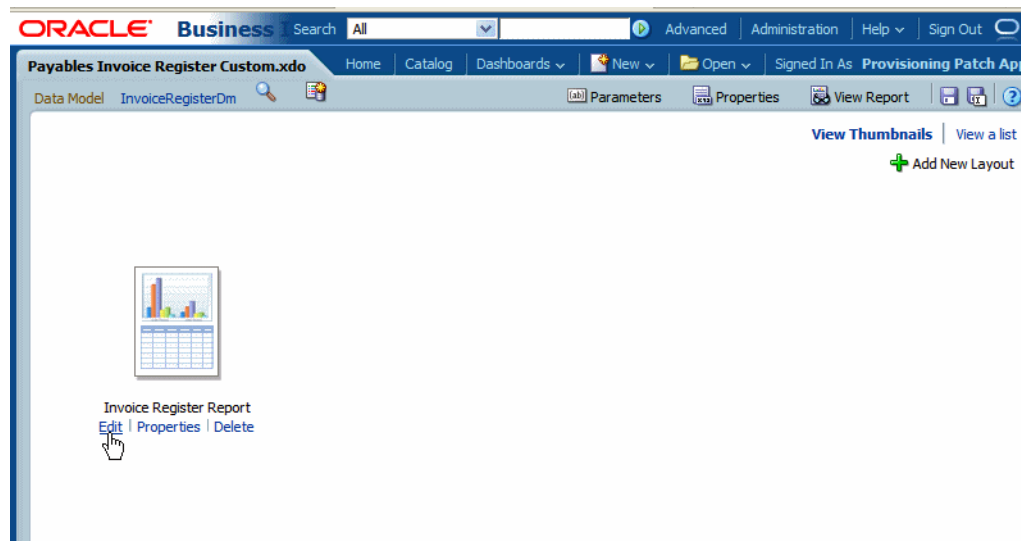 ORACLE Business Search All Advanced Administration Help Sign Out
Payables Invoice Register Custom.xdo Home Catalog Dashboards New Open Signed In As Provisioning Patch App
Data Model InvoiceRegisterDm Parameters Properties View Report
View Thumbnails View a list
Add New Layout
Invoice Register Report
Edit Properties Delete